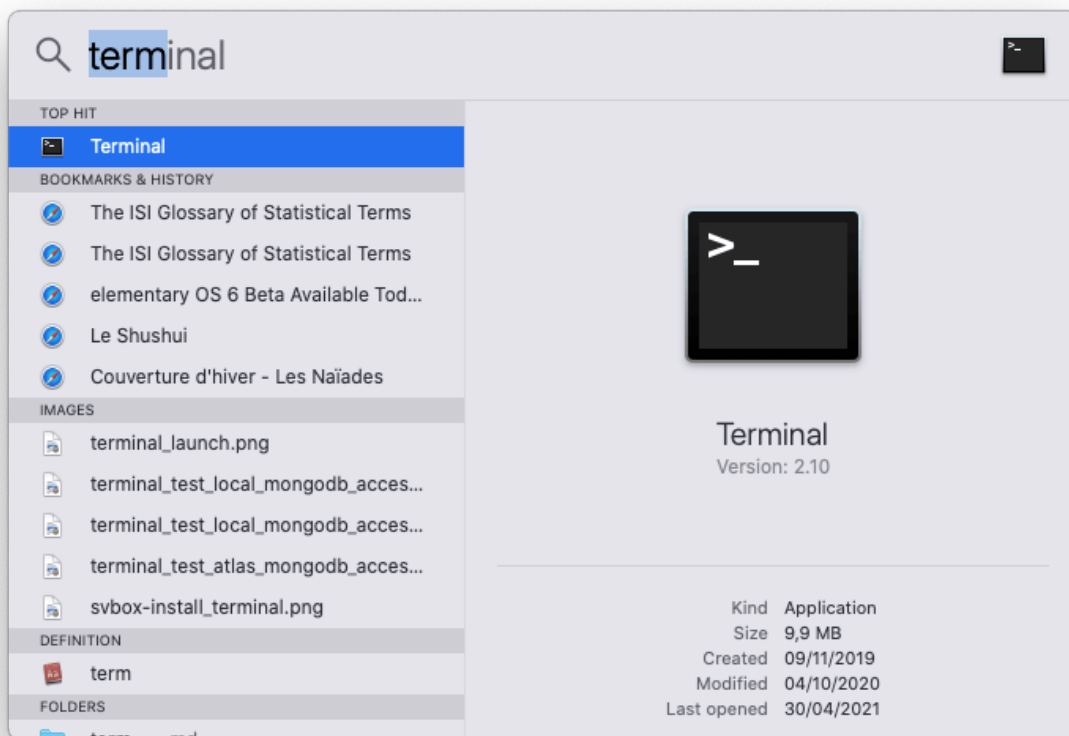 terminal
TOP HIT
Terminal
BOOKMARKS & HISTORY
The ISI Glossary of Statistical Terms
The ISI Glossary of Statistical Terms
elementary OS 6 Beta Available Tod...
Le Shushui
Couverture d'hiver - Les Naïades
IMAGES
terminal_launch.png
terminal_test_local_mongodb_acces...
terminal_test_local_mongodb_acces...
terminal_test_atlas_mongodb_acces...
svbox-install_terminal.png
DEFINITION
term
FOLDERS
>_
Terminal
Version: 2.10
Kind Application
Size 9,9 MB
Created 09/11/2019
Modified 04/10/2020
Last opened 30/04/2021